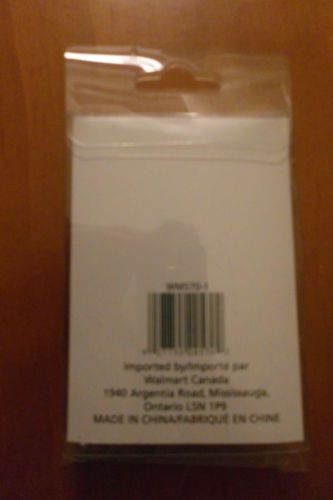 Imported by/Importé par
Walmart Canada
1940 Argentia Road, Mississauga,
Ontario L5N 1P9
MADE IN CHINA/FABRIQUÉ EN CHINE